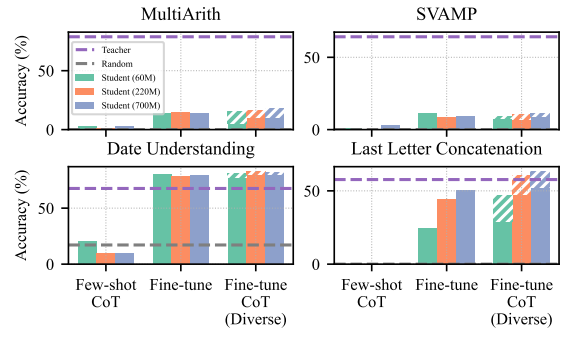 MultiArith
SVAMP
Accuracy (%)
50
0
Teacher
Random
Student (60M)
Student (220M)
Student (700M)
50
0
Date Understanding
Last Letter Concatenation
Accuracy (%)
50
0
50
0
Few-shot
CoT
Fine-tune
Fine-tune
CoT
(Diverse)
Few-shot
CoT
Fine-tune
Fine-tune
CoT
(Diverse)